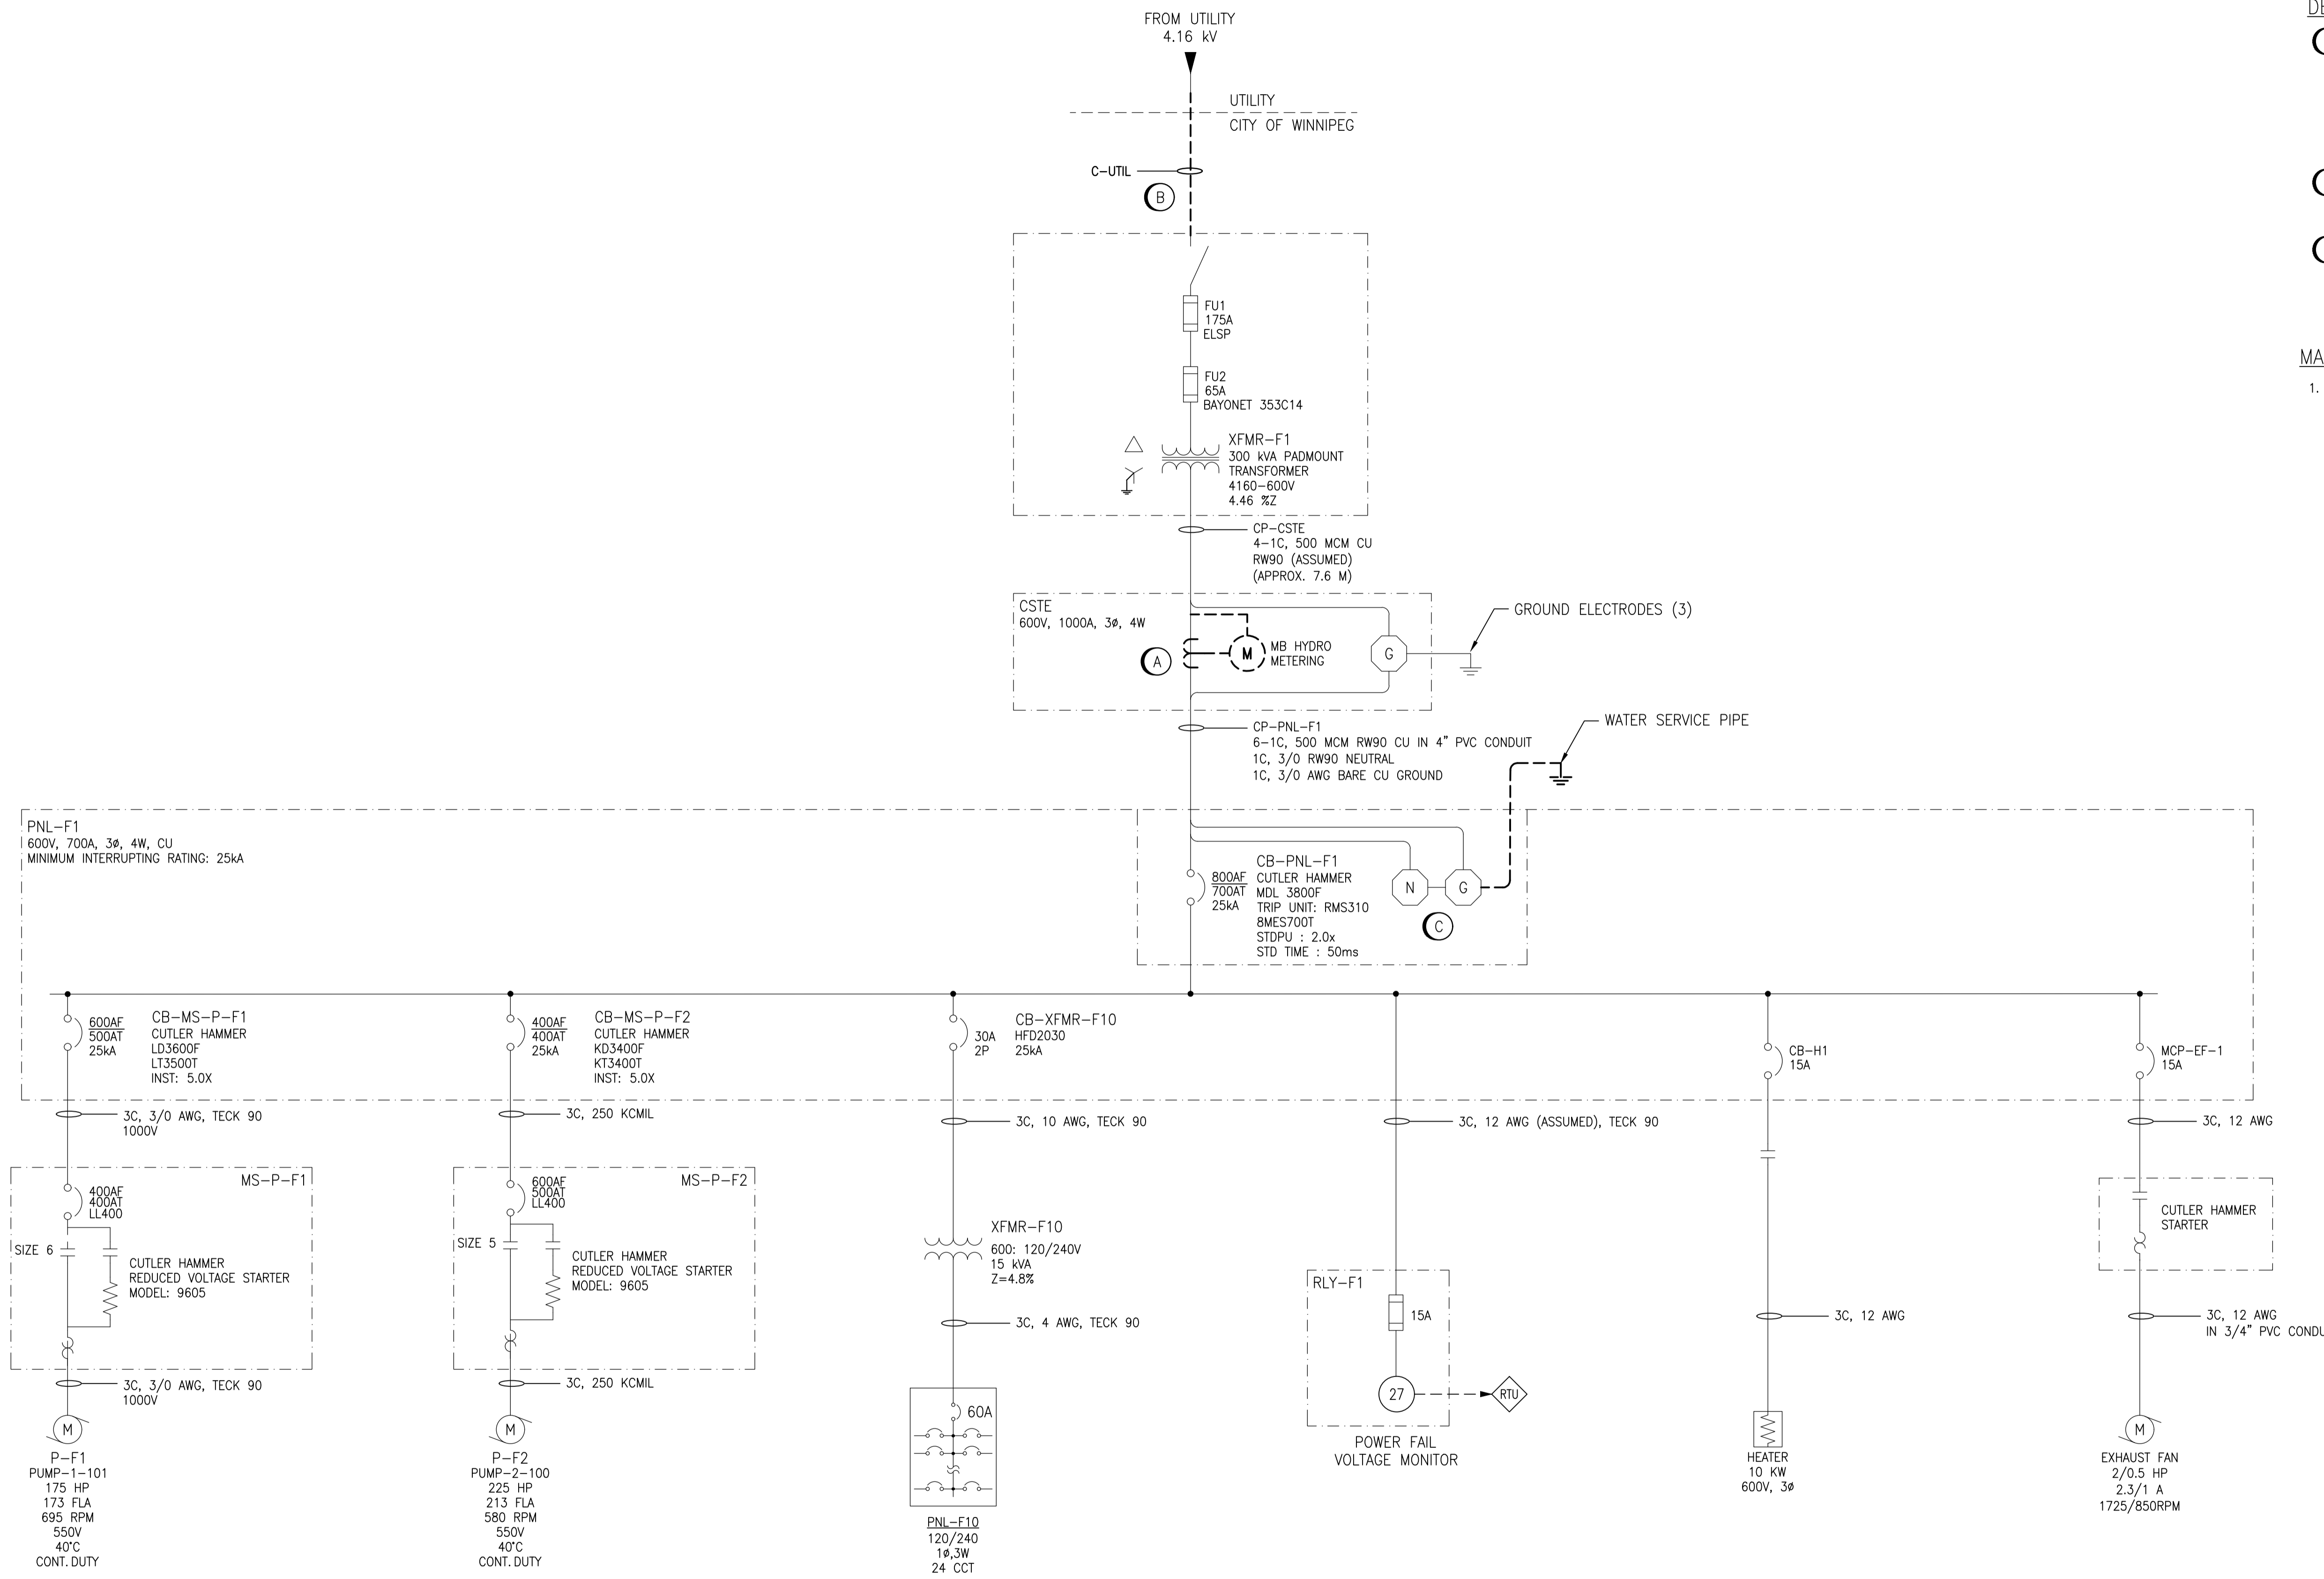 FROM UTILITY
4.16 kV
UTILITY
CITY OF WINNIPEG
C-UTIL
B
FU1
175A
ELSP
FU2
65A
BAYONET 353C14
XFMR-F1
300 kVA PADMOUNT
TRANSFORMER
4160-600V
4.46 %Z
CP-CSTE
4-1C, 500 MCM CU
RW90 (ASSUMED)
(APPROX. 7.6 M)
CSTE
600V, 1000A, 3ø, 4W
A
M
MB HYDRO
METERING
G
GROUND ELECTRODES (3)
CP-PNL-F1
6-1C, 500 MCM RW90 CU IN 4" PVC CONDUIT
1C, 3/0 RW90 NEUTRAL
1C, 3/0 AWG BARE CU GROUND
WATER SERVICE PIPE
PNL-F1
600V, 700A, 3ø, 4W, CU
MINIMUM INTERRUPTING RATING: 25kA
800AF
700AT
25kA
CB-PNL-F1
CUTLER HAMMER
MDL 3800F
TRIP UNIT: RMS310
8MES700T
STDPU : 2.0x
STD TIME : 50ms
N
G
C
600AF
500AT
25kA
CB-MS-P-F1
CUTLER HAMMER
LD3600F
LT3500T
INST: 5.0X
400AF
400AT
25kA
CB-MS-P-F2
CUTLER HAMMER
KD3400F
KT3400T
INST: 5.0X
30A
2P
CB-XFMR-F10
HFD2030
25kA
CB-H1
15A
MCP-EF-1
15A
3C, 3/0 AWG, TECK 90
1000V
3C, 250 KCMIL
3C, 10 AWG, TECK 90
3C, 12 AWG (ASSUMED), TECK 90
3C, 12 AWG
MS-P-F1
400AF
400AT
LL400
SIZE 6
CUTLER HAMMER
REDUCED VOLTAGE STARTER
MODEL: 9605
MS-P-F2
600AF
500AT
LL400
SIZE 5
CUTLER HAMMER
REDUCED VOLTAGE STARTER
MODEL: 9605
XFMR-F10
600: 120/240V
15 kVA
Z=4.8%
CUTLER HAMMER
STARTER
RLY-F1
15A
27
RTU
POWER FAIL
VOLTAGE MONITOR
3C, 3/0 AWG, TECK 90
1000V
3C, 250 KCMIL
3C, 4 AWG, TECK 90
3C, 12 AWG
3C, 12 AWG
IN 3/4" PVC
M
P-F1
PUMP-1-101
175 HP
173 FLA
695 RPM
550V
40°C
CONT. DUTY
M
P-F2
PUMP-2-100
225 HP
213 FLA
580 RPM
550V
40°C
CONT. DUTY
60A
PNL-F10
120/240
1ø,3W
24 CCT
HEATER
10 KW
600V, 3ø
M
EXHAUST FAN
2/0.5 HP
2.3/1 A
1725/850RPM
1.